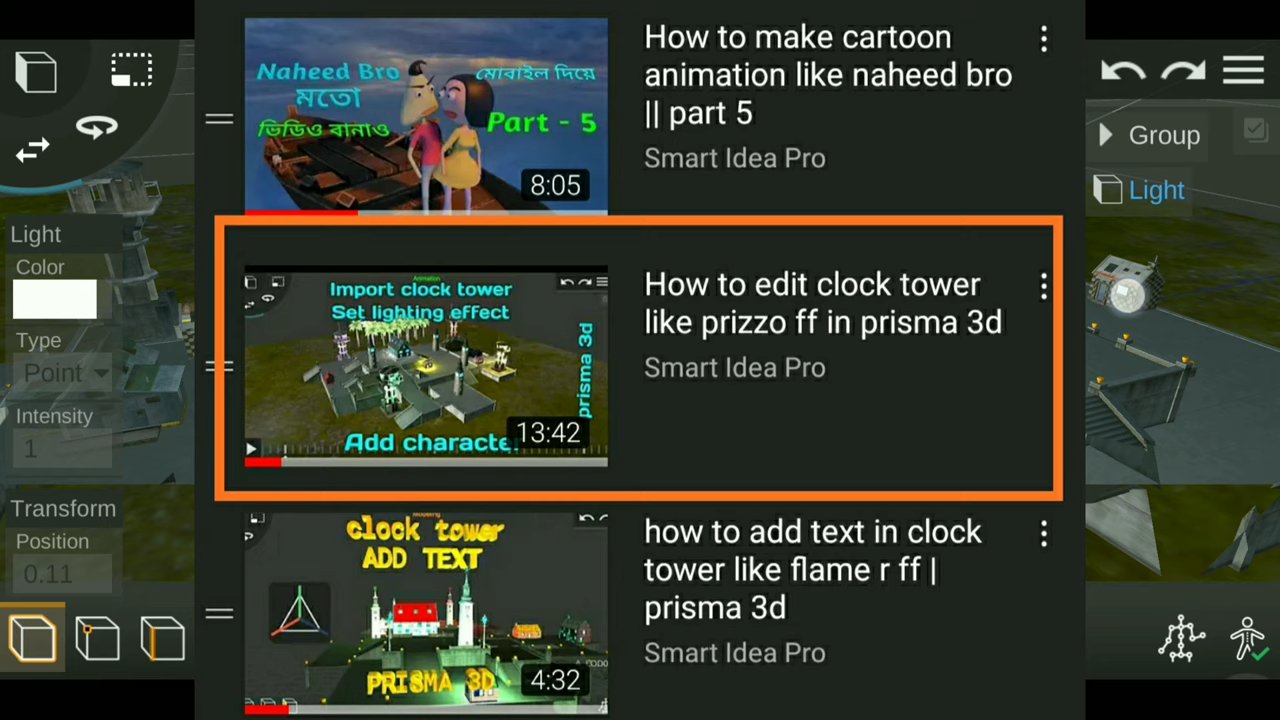 Naheed Bro
মতো
ভিডিও বানাও
মোবাইল দিয়ে
Part - 5
8:05
How to make cartoon
animation like naheed bro
|| part 5
Smart Idea Pro
Import clock tower
Set lighting effect
prisma 3d
Add character
13:42
How to edit clock tower
like prizzo ff in prisma 3d
Smart Idea Pro
clock tower
ADD TEXT
PRISMA 3D
4:32
how to add text in clock
tower like flame r ff |
prisma 3d
Smart Idea Pro
Light
Color
Type
Point
Intensity
1
Transform
Position
0.11
Group
Light